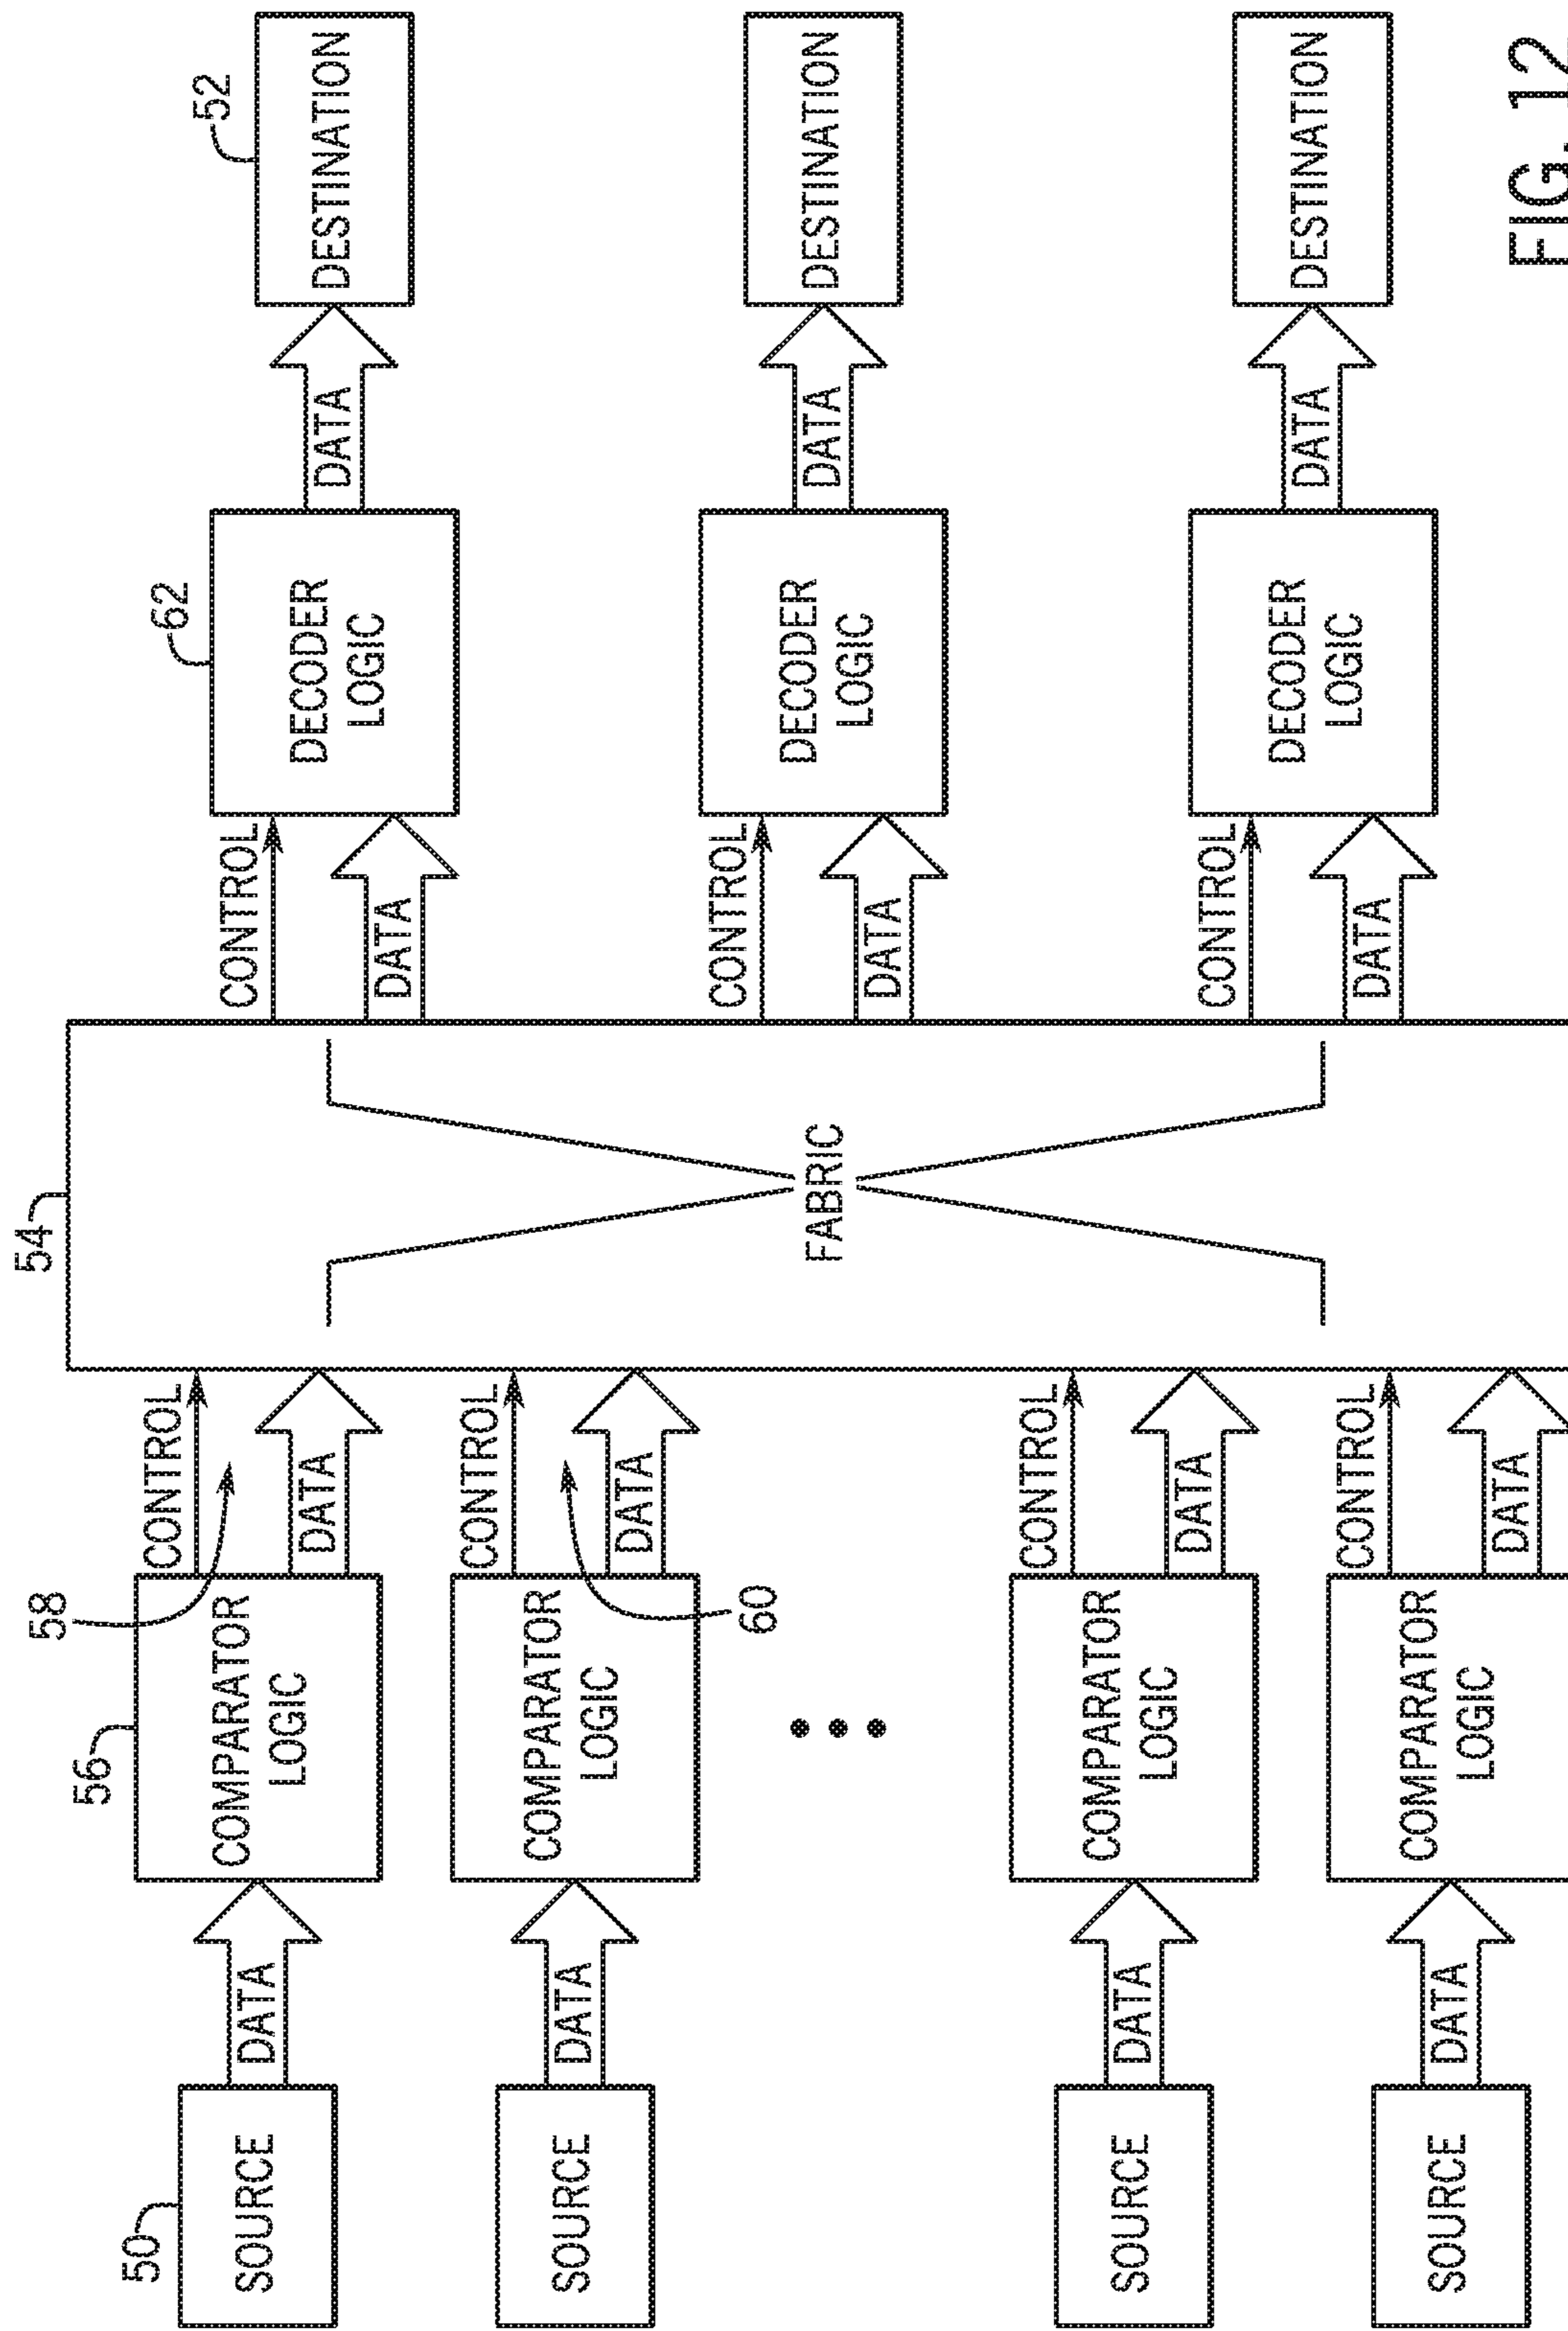 50
SOURCE
DATA
56
COMPARATOR
LOGIC
58
CONTROL
DATA
54
FABRIC
CONTROL
DATA
62
DECODER
LOGIC
DATA
52
DESTINATION
SOURCE
DATA
COMPARATOR
LOGIC
60
CONTROL
DATA
CONTROL
DATA
DECODER
LOGIC
DATA
DESTINATION
SOURCE
DATA
COMPARATOR
LOGIC
CONTROL
DATA
CONTROL
DATA
DECODER
LOGIC
DATA
DESTINATION
SOURCE
DATA
COMPARATOR
LOGIC
CONTROL
DATA
FIG. 12